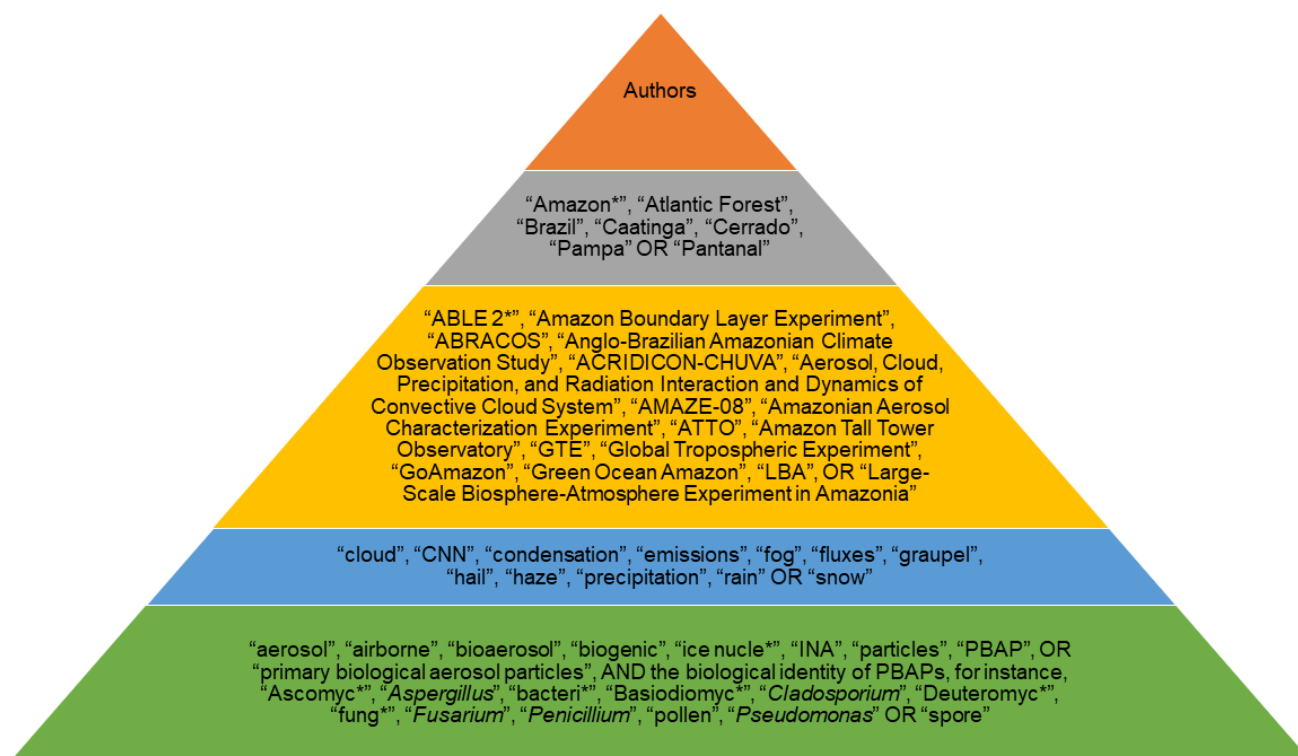 Authors
“Amazon*”, “Atlantic Forest”,
“Brazil”, “Caatinga”, “Cerrado”,
“Pampa” OR “Pantanal”
“ABLE 2*”, “Amazon Boundary Layer Experiment”,
“ABRACOS”, “Anglo-Brazilian Amazonian Climate
Observation Study”, “ACRIDICON-CHUVA”, “Aerosol, Cloud,
Precipitation, and Radiation Interaction and Dynamics of
Convective Cloud System”, “AMAZE-08”, “Amazonian Aerosol
Characterization Experiment”, “ATTO”, “Amazon Tall Tower
Observatory”, “GTE”, “Global Tropospheric Experiment”,
“GoAmazon”, “Green Ocean Amazon”, “LBA”, OR “Large-
Scale Biosphere-Atmosphere Experiment in Amazonia”
“cloud”, “CNN”, “condensation”, “emissions”, “fog”, “fluxes”, “graupel”,
“hail”, “haze”, “precipitation”, “rain” OR “snow”
“aerosol”, “airborne”, “bioaerosol”, “biogenic”, “ice nucle*”, “INA”, “particles”, “PBAP”, OR
“primary biological aerosol particles”, AND the biological identity of PBAPs, for instance,
“Ascomyc*”, “Aspergillus”, “bacteri*”, “Basiodiomyc*”, “Cladosporium”, “Deuteromyc*”,
“fung*”, “Fusarium”, “Penicillium”, “pollen”, “Pseudomonas” OR “spore”